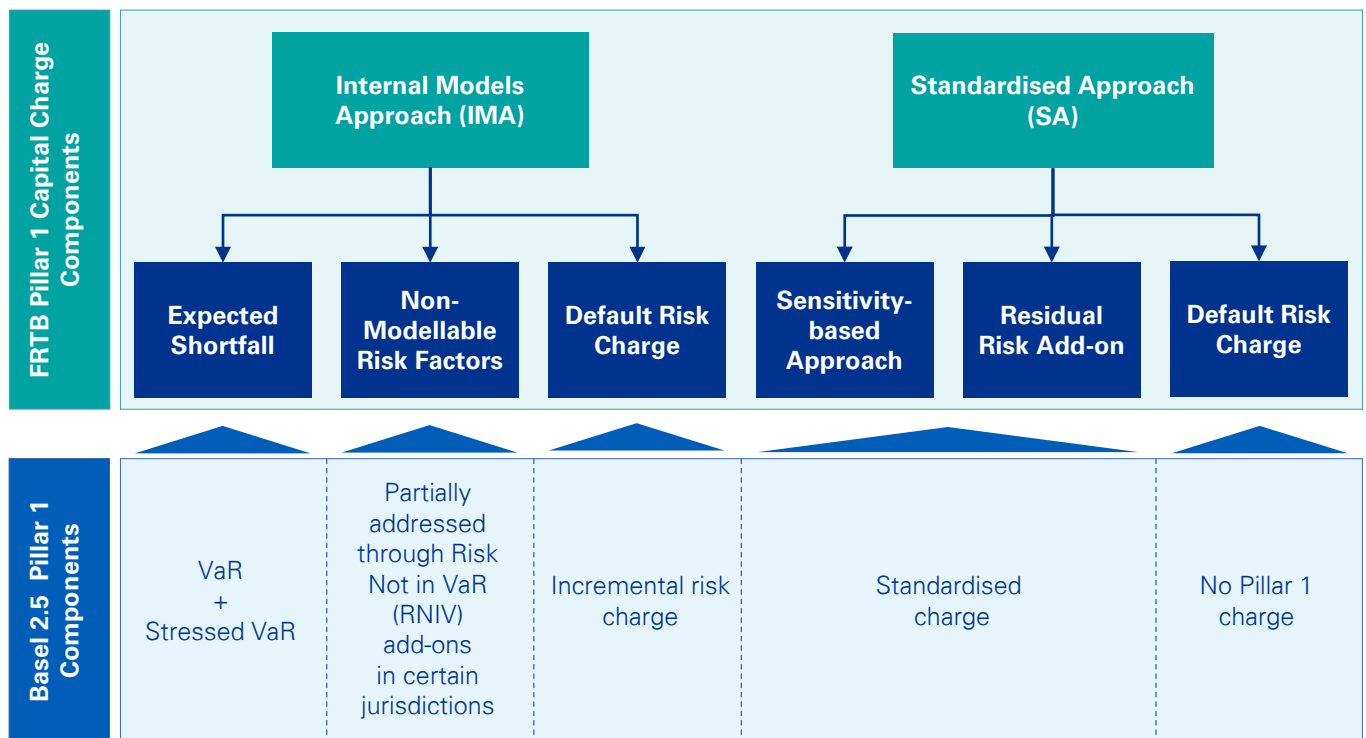 FRTB Pillar 1 Capital Charge
Components
Internal Models
Approach (IMA)
Standardised Approach
(SA)
Expected
Shortfall
Non-
Modellable
Risk Factors
Default Risk
Charge
Sensitivity-
based
Approach
Residual
Risk Add-on
Default Risk
Charge
Basel 2.5 Pillar 1
Components
VaR
+
Stressed VaR
Partially
addressed
through Risk
Not in VaR
(RNIV)
add-ons
in certain
jurisdictions
Incremental risk
charge
Standardised
charge
No Pillar 1
charge